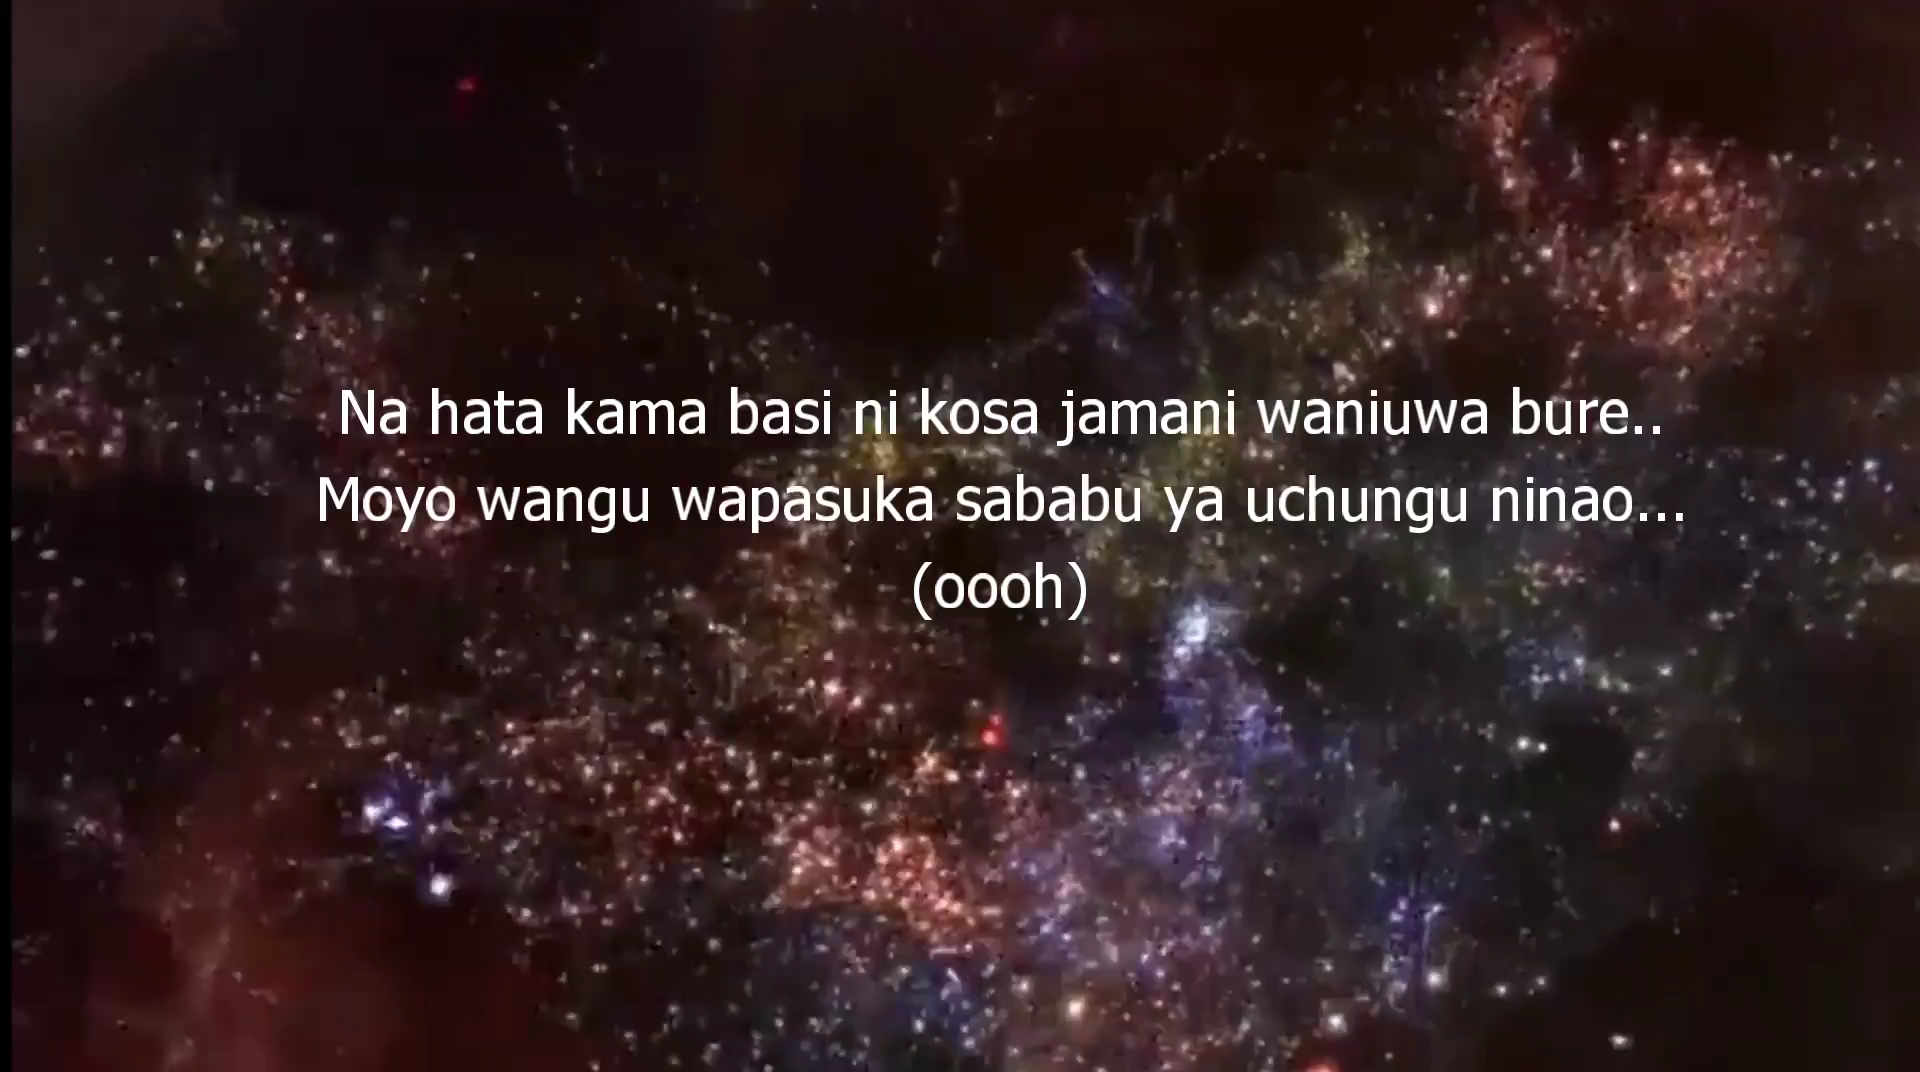 Na hata kama basi ni kosa jamani waniuwa bure..
Moyo wangu wapasuka sababu ya uchungu ninao...
(oooh)